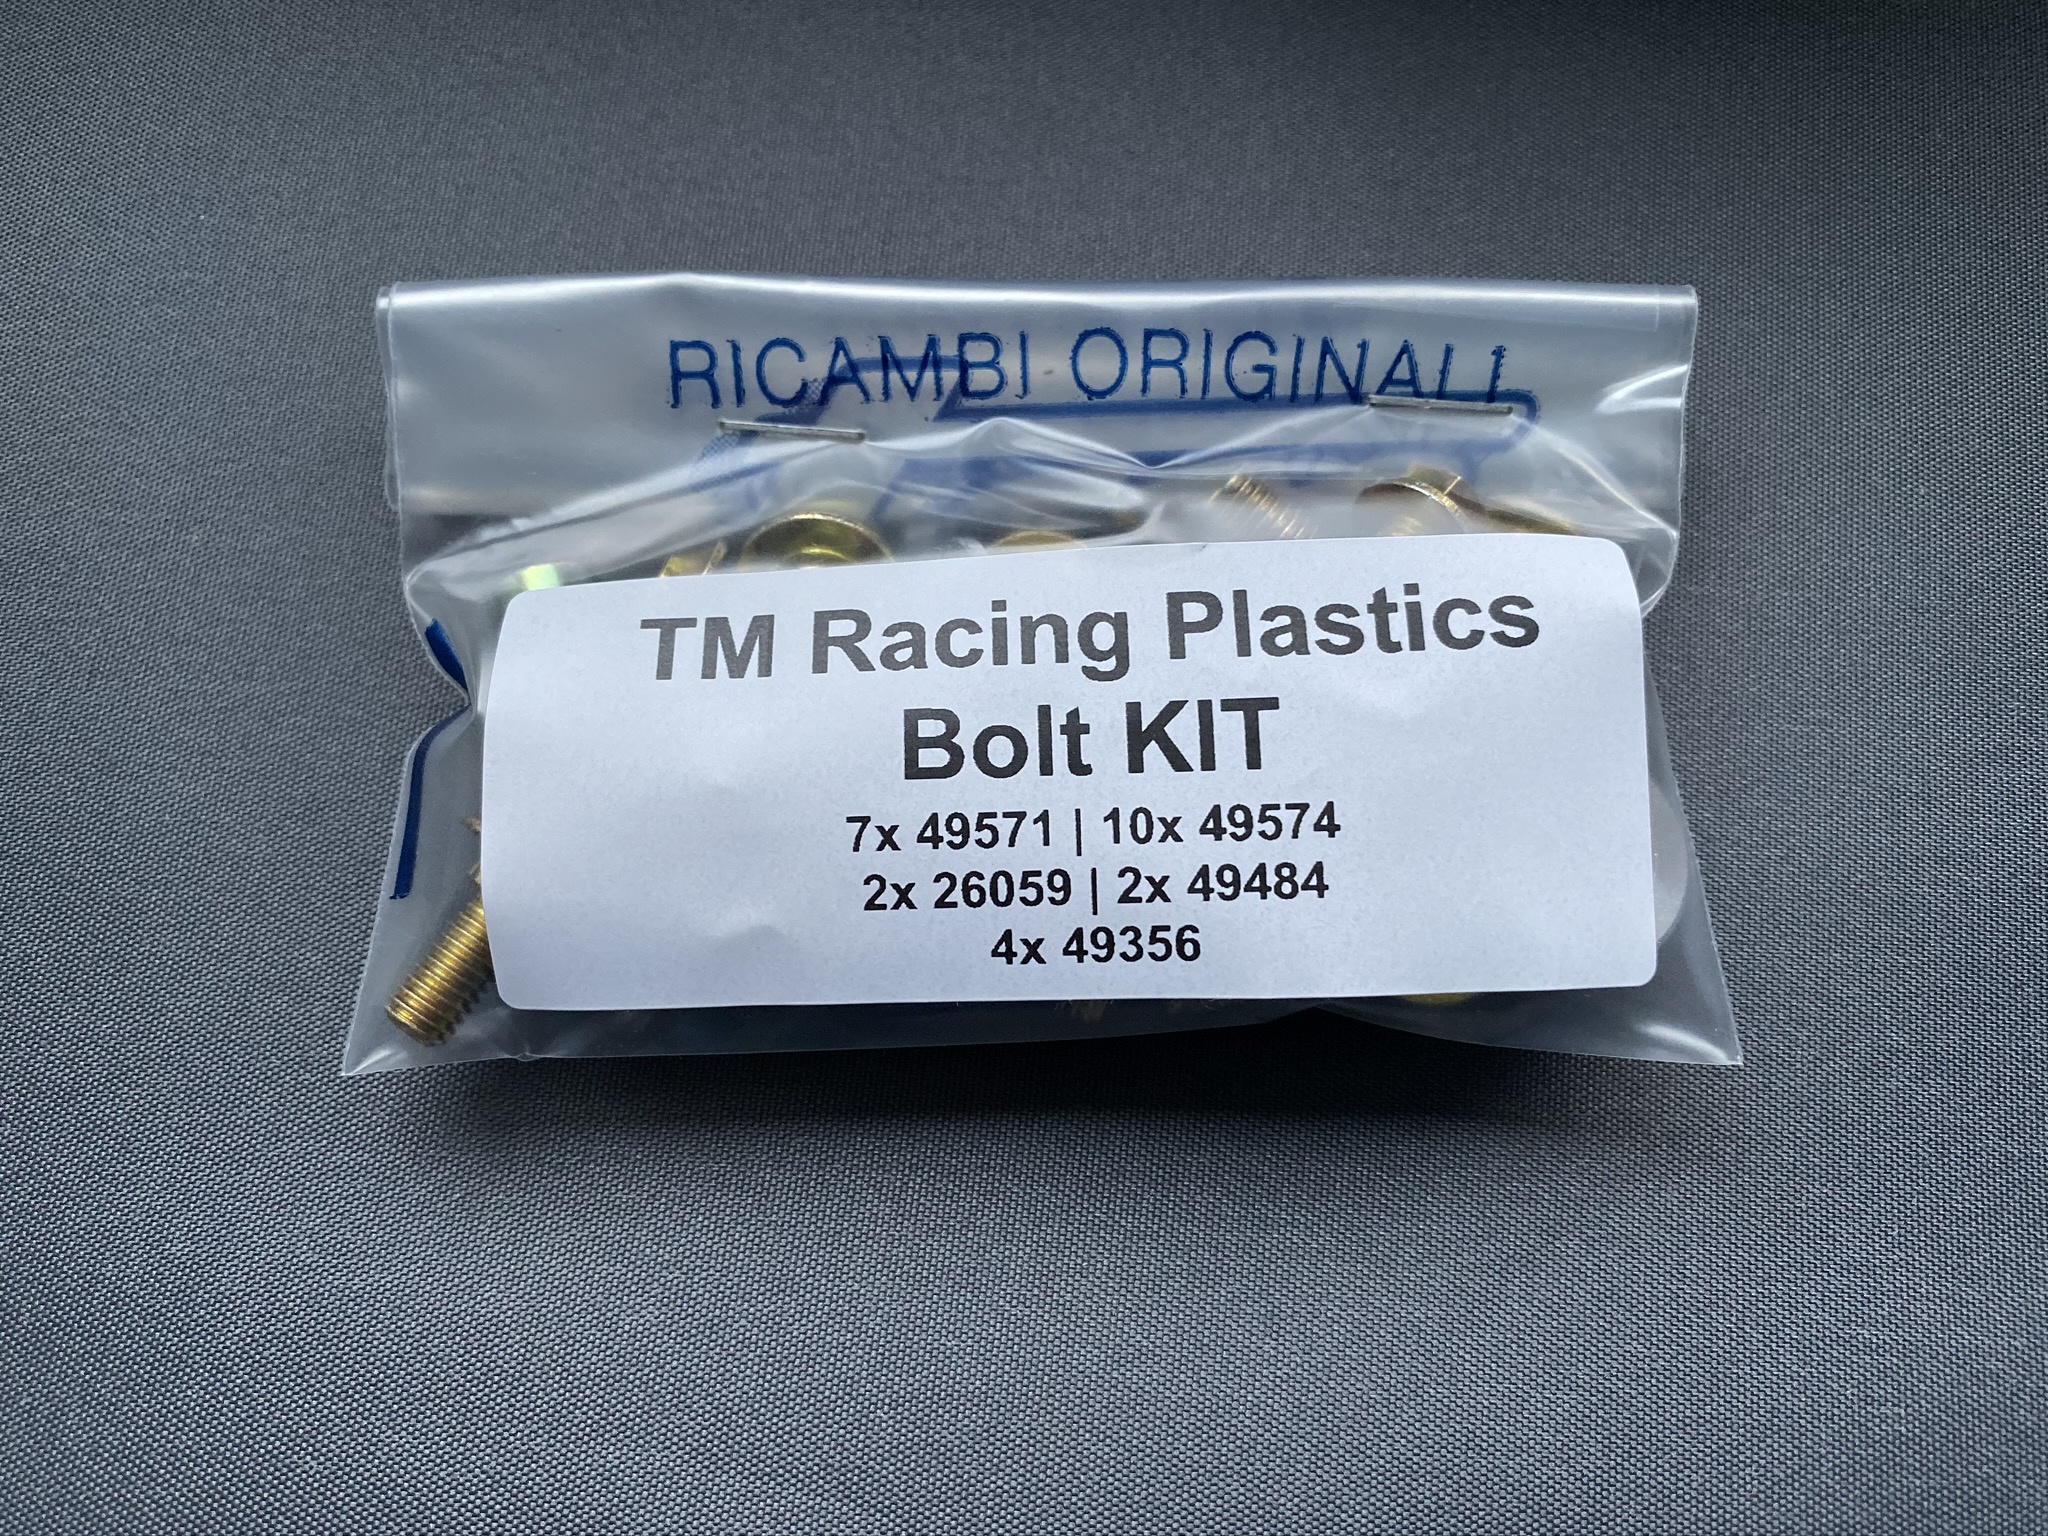 RICAMBI ORIGINALI
TM Racing Plastics
Bolt KIT
7x 49571 | 10x 49574
2x 26059 | 2x 49484
4x 49356